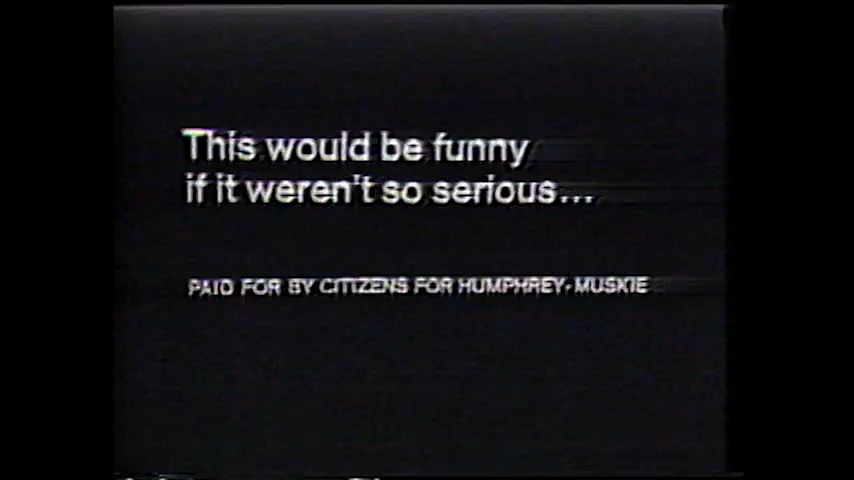 This would be funny
if it weren't so serious...
PAID FOR BY CITIZENS FOR HUMPHREY-MUSKIE